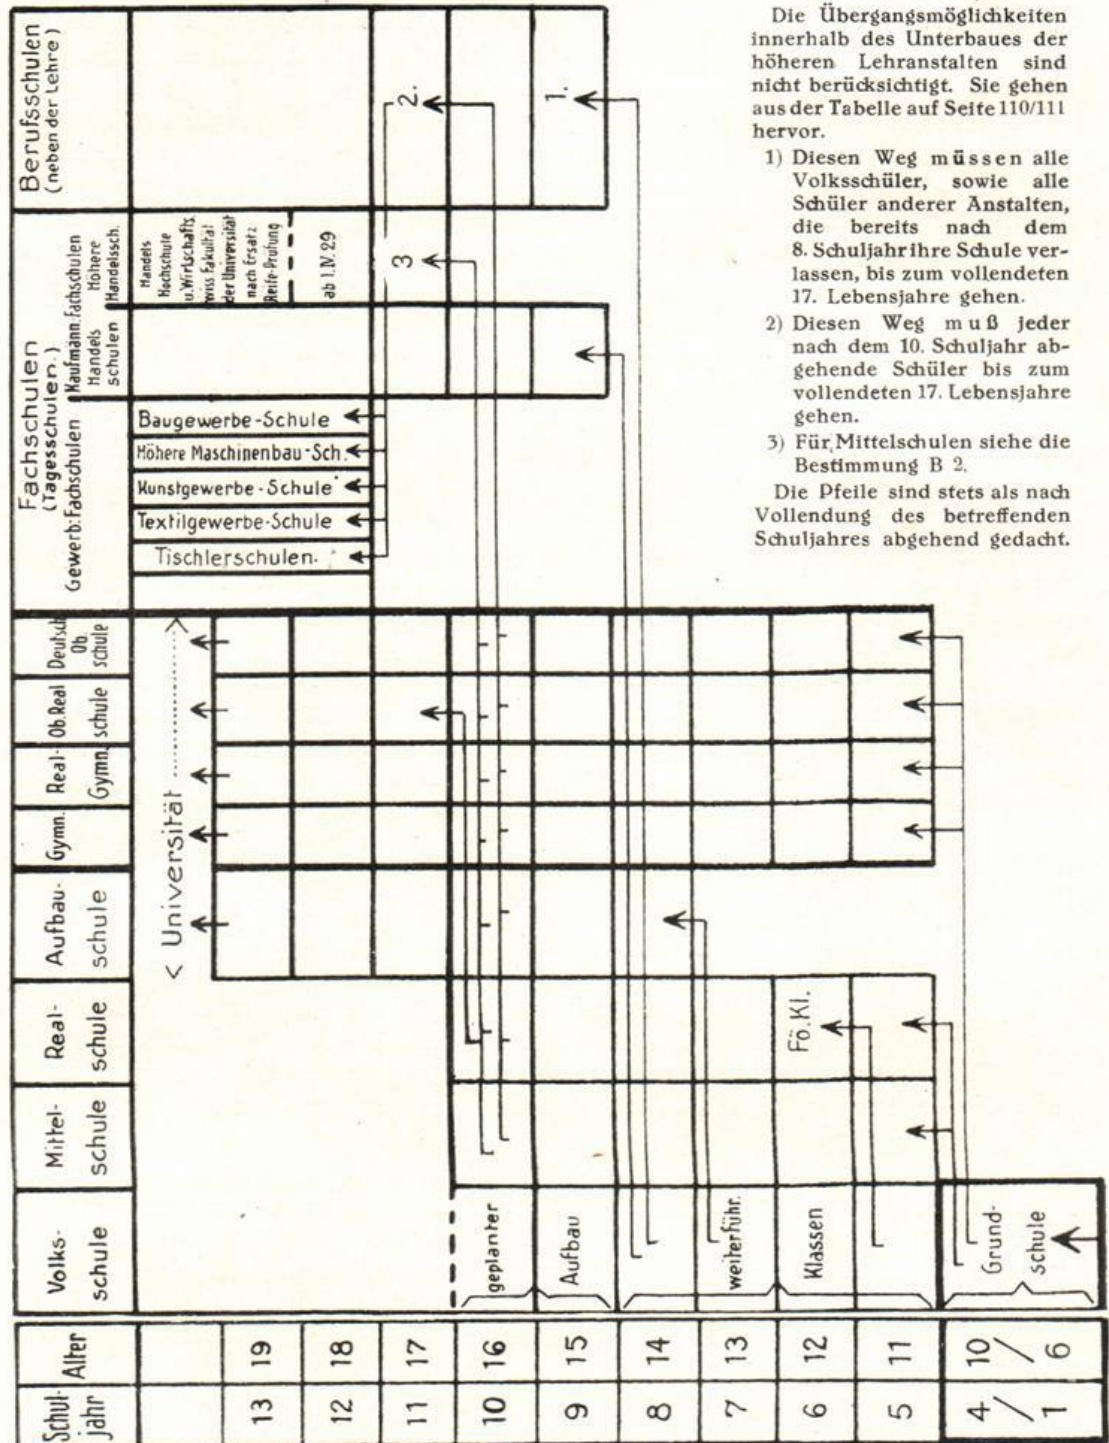 Die Übergangsmöglichkeiten
innerhalb des Unterbaues der
höheren Lehranstalten sind
nicht berücksichtigt. Sie gehen
aus der Tabelle auf Seite 110/111
hervor.
1) Diesen Weg müssen alle
Volksschüler, sowie alle
Schüler anderer Anstalten,
die bereits nach dem
8. Schuljahr ihre Schule ver-
lassen, bis zum vollendeten
17. Lebensjahre gehen.
2) Diesen Weg muß jeder
nach dem 10. Schuljahr ab-
gehende Schüler bis zum
vollendeten 17. Lebensjahre
gehen.
3) Für Mittelschulen siehe die
Bestimmung B 2.
Die Pfeile sind stets als nach
Vollendung des betreffenden
Schuljahres abgehend gedacht.
Berufsschulen
(neben der Lehre)
2.
1.
Fachschulen
(Tagesschulen.)
Gewerb: Fachschulen
Kaufmänn: Fachschulen
Handels
schulen
Höhere
Handelssch.
Handels
Hochschule
u. Wirtschafts.
wiss Fakultät
der Universität
nach Ersatz
Reife-Prüfung
ab 1. IV. 29
3
Baugewerbe-Schule
Höhere Maschinenbau-Sch.
Kunstgewerbe-Schule
Textilgewerbe-Schule
Tischlerschulen.
Deutsch
Ob.
schule
Ob. Real
schule
Real-
Gymn.
Gymn.
Aufbau-
schule
Real-
schule
Mittel-
schule
Volks-
schule
< Universität ............ >
Fö. Kl.
geplanter
Aufbau
weiterführ.
Klassen
Grund-
schule
Alter
19
18
17
16
15
14
13
12
11
10
/
6
Schul-
jahr
13
12
11
10
9
8
7
6
5
4
/
1